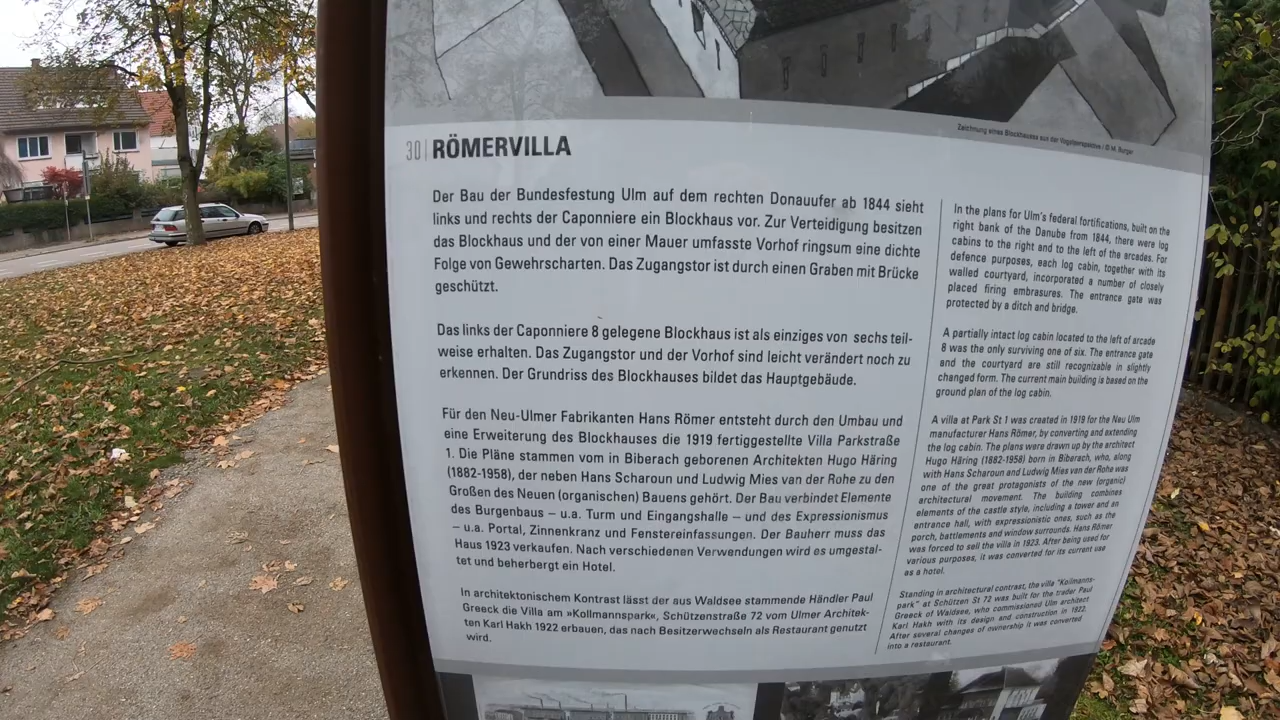 Zeichnung eines Blockhauses aus der Vogelperspektive / © M. Burger
30 | RÖMERVILLA
Der Bau der Bundesfestung Ulm auf dem rechten Donauufer ab 1844 sieht
links und rechts der Caponniere ein Blockhaus vor. Zur Verteidigung besitzen
das Blockhaus und der von einer Mauer umfasste Vorhof ringsum eine dichte
Folge von Gewehrscharten. Das Zugangstor ist durch einen Graben mit Brücke
geschützt.
Das links der Caponniere 8 gelegene Blockhaus ist als einziges von sechs teil-
weise erhalten. Das Zugangstor und der Vorhof sind leicht verändert noch zu
erkennen. Der Grundriss des Blockhauses bildet das Hauptgebäude.
Für den Neu-Ulmer Fabrikanten Hans Römer entsteht durch den Umbau und
eine Erweiterung des Blockhauses die 1919 fertiggestellte Villa Parkstraße
1. Die Pläne stammen vom in Biberach geborenen Architekten Hugo Häring
(1882-1958), der neben Hans Scharoun und Ludwig Mies van der Rohe zu den
Großen des Neuen (organischen) Bauens gehört. Der Bau verbindet Elemente
des Burgenbaus – u.a. Turm und Eingangshalle – und des Expressionismus
– u.a. Portal, Zinnenkranz und Fenstereinfassungen. Der Bauherr muss das
Haus 1923 verkaufen. Nach verschiedenen Verwendungen wird es umgestal-
tet und beherbergt ein Hotel.
In architektonischem Kontrast lässt der aus Waldsee stammende Händler Paul
Greeck die Villa am »Kollmannspark«, Schützenstraße 72 vom Ulmer Architek-
ten Karl Hakh 1922 erbauen, das nach Besitzerwechseln als Restaurant genutzt
wird.
In the plans for Ulm's federal fortifications, built on the
right bank of the Danube from 1844, there were log
cabins to the right and to the left of the arcades. For
defence purposes, each log cabin, together with its
walled courtyard, incorporated a number of closely
placed firing embrasures. The entrance gate was
protected by a ditch and bridge.
A partially intact log cabin located to the left of arcade
8 was the only surviving one of six. The entrance gate
and the courtyard are still recognizable in slightly
changed form. The current main building is based on the
ground plan of the log cabin.
A villa at Park St 1 was created in 1919 for the Neu Ulm
manufacturer Hans Römer, by converting and extending
the log cabin. The plans were drawn up by the architect
Hugo Häring (1882-1958) born in Biberach, who, along
with Hans Scharoun and Ludwig Mies van der Rohe was
one of the great protagonists of the new (organic)
architectural movement. The building combines
elements of the castle style, including a tower and an
entrance hall, with expressionistic ones, such as the
porch, battlements and window surrounds. Hans Römer
was forced to sell the villa in 1923. After being used for
various purposes, it was converted for its current use
as a hotel.
Standing in architectural contrast, the villa "Kollmanns-
park" at Schützen St 72 was built for the trader Paul
Greeck of Waldsee, who commissioned Ulm architect
Karl Hakh with its design and construction in 1922.
After several changes of ownership it was converted
into a restaurant.